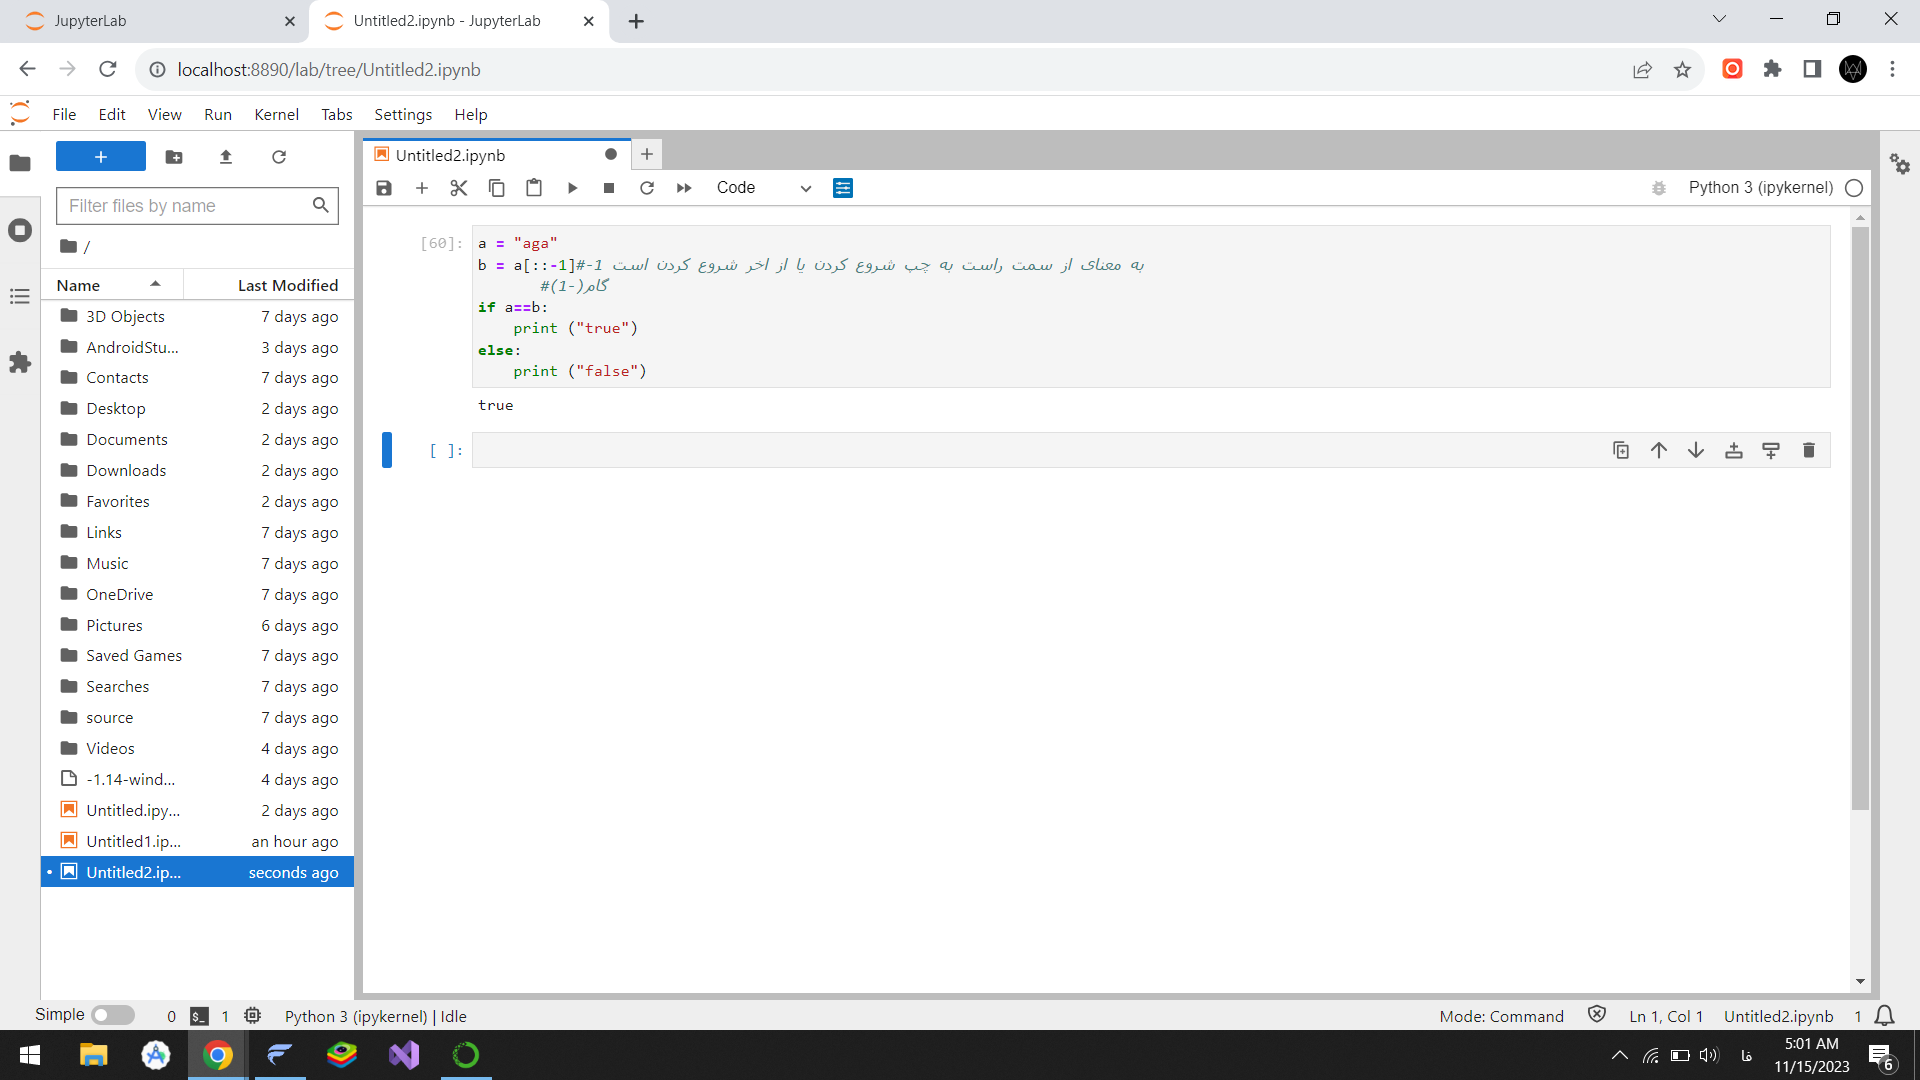 JupyterLab
Untitled2.ipynb - JupyterLab
localhost:8890/lab/tree/Untitled2.ipynb
File Edit View Run Kernel Tabs Settings Help
Untitled2.ipynb
Filter files by name
Code
Python 3 (ipykernel)
/
Name Last Modified
3D Objects 7 days ago
AndroidStu... 3 days ago
Contacts 7 days ago
Desktop 2 days ago
Documents 2 days ago
Downloads 2 days ago
Favorites 2 days ago
Links 7 days ago
Music 7 days ago
OneDrive 7 days ago
Pictures 6 days ago
Saved Games 7 days ago
Searches 7 days ago
source 7 days ago
Videos 4 days ago
-1.14-wind... 4 days ago
Untitled.ipy... 2 days ago
Untitled1.ip... an hour ago
Untitled2.ip... seconds ago
[60]:
a = "aga"
b = a[::-1]#-1 به معنای از سمت راست به چپ شروع کردن یا از اخر شروع کردن است
#(-1)گام
if a==b:
print ("true")
else:
print ("false")
true
[ ]:
Simple 0 $_ 1 Python 3 (ipykernel) | Idle
Mode: Command Ln 1, Col 1 Untitled2.ipynb 1
فا
5:01 AM
11/15/2023
6